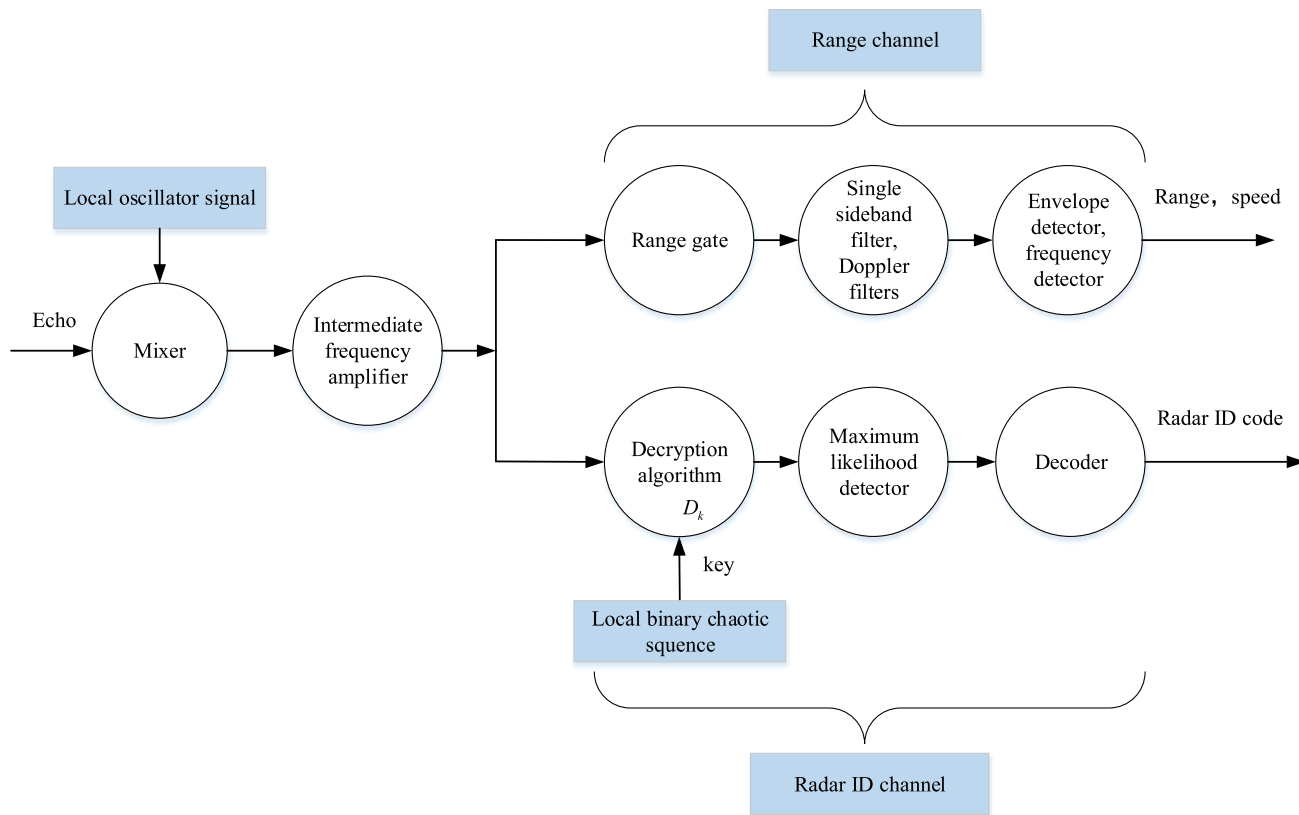 Range channel
Local oscillator signal
Echo
Mixer
Intermediate
frequency
amplifier
Range gate
Single
sideband
filter,
Doppler
filters
Envelope
detector,
frequency
detector
Range，speed
Decryption
algorithm
D_k
Maximum
likelihood
detector
Decoder
Radar ID code
key
Local binary chaotic
squence
Radar ID channel